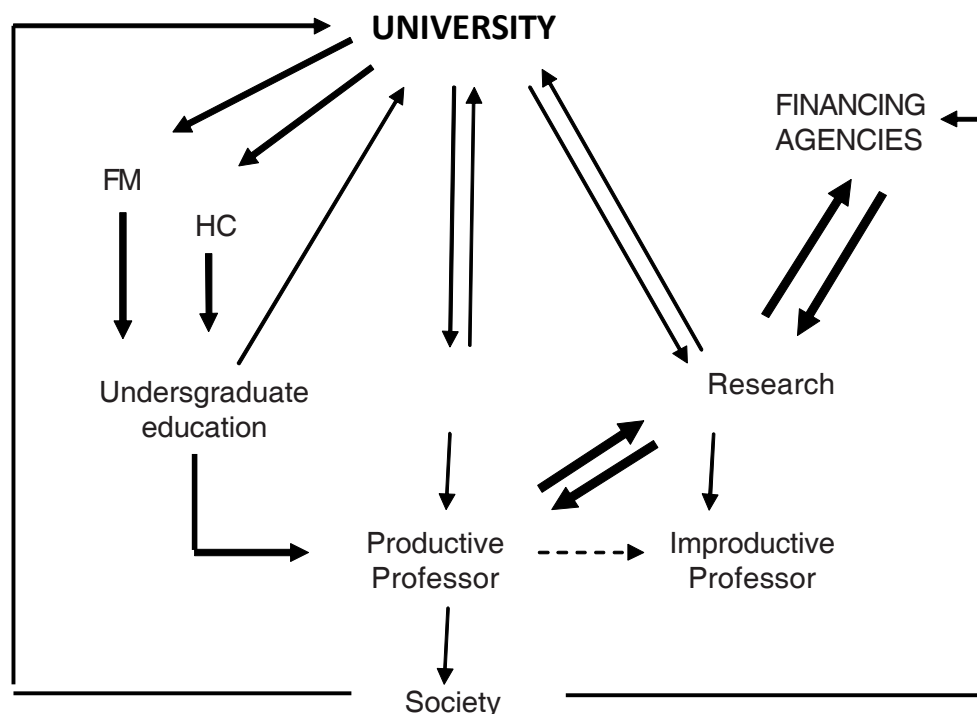 UNIVERSITY
FINANCING
AGENCIES
FM
HC
Undersgraduate
education
Research
Productive
Professor
Improductive
Professor
Society